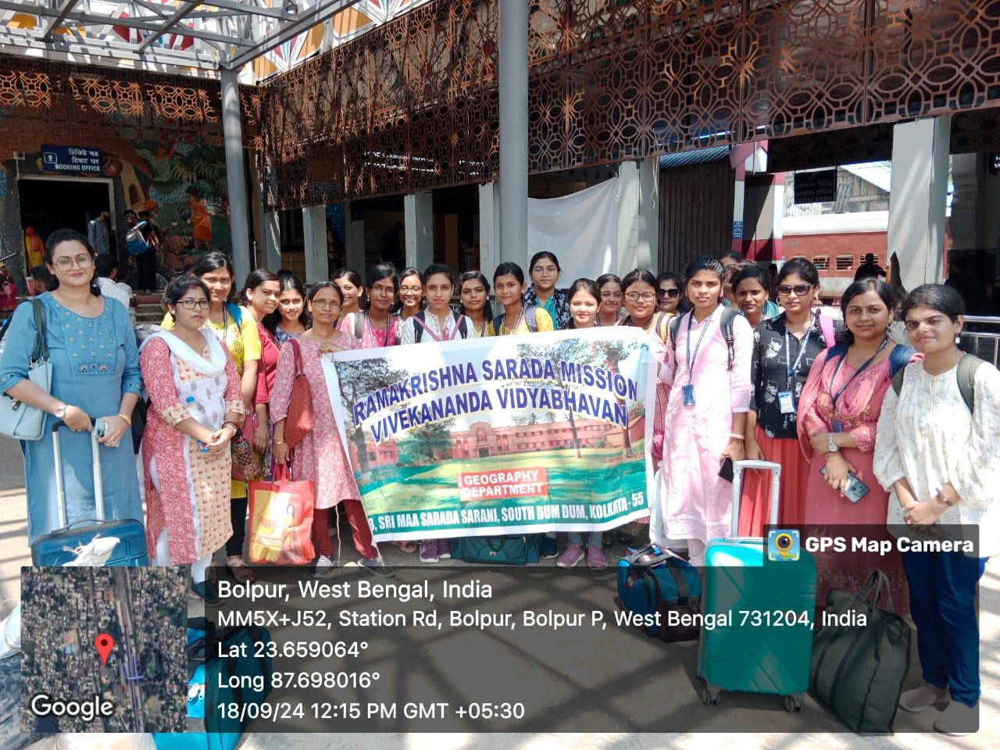 টিকিট ঘর
टिकट घर
BOOKING OFFICE
ESCALATOR
RAMAKRISHNA SARADA MISSION
VIVEKANANDA VIDYABHAVAN
GEOGRAPHY
DEPARTMENT
3, SRI MAA SARADA SARANI, SOUTH DUM DUM, KOLKATA - 55
GPS Map Camera
Bolpur, West Bengal, India
MM5X+J52, Station Rd, Bolpur, Bolpur P, West Bengal 731204, India
Lat 23.659064°
Long 87.698016°
18/09/24 12:15 PM GMT +05:30
Google